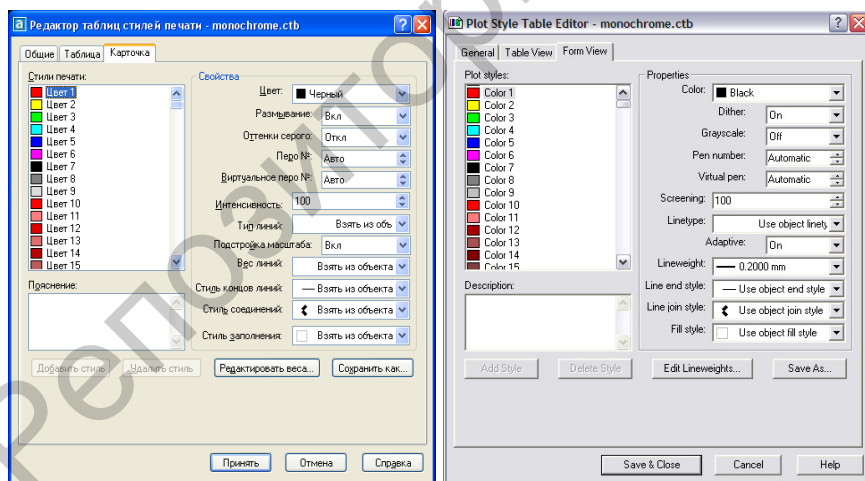 Редактор таблиц стилей печати - monochrome.ctb
Общие Таблица Карточка
Стили печати:
Цвет 1
Цвет 2
Цвет 3
Цвет 4
Цвет 5
Цвет 6
Цвет 7
Цвет 8
Цвет 9
Цвет 10
Цвет 11
Цвет 12
Цвет 13
Цвет 14
Цвет 15
Пояснение:
Свойства
Цвет: Черный
Размывание: Вкл
Оттенки серого: Откл
Перо №: Авто
Виртуальное перо №: Авто
Интенсивность: 100
Тип линий: Взять из объ
Подстройка масштаба: Вкл
Вес линий: Взять из объекта
Стиль концов линий: Взять из объекта
Стиль соединений: Взять из объекта
Стиль заполнения: Взять из объекта
Добавить стиль Удалить стиль Редактировать веса... Сохранить как...
Принять Отмена Справка
Plot Style Table Editor - monochrome.ctb
General Table View Form View
Plot styles:
Color 1
Color 2
Color 3
Color 4
Color 5
Color 6
Color 7
Color 8
Color 9
Color 10
Color 11
Color 12
Color 13
Color 14
Color 15
Description:
Properties
Color: Black
Dither: On
Grayscale: Off
Pen number: Automatic
Virtual pen: Automatic
Screening: 100
Linetype: Use object linety
Adaptive: On
Lineweight: 0.2000 mm
Line end style: Use object end style
Line join style: Use object join style
Fill style: Use object fill style
Add Style Delete Style Edit Lineweights... Save As...
Save & Close Cancel Help